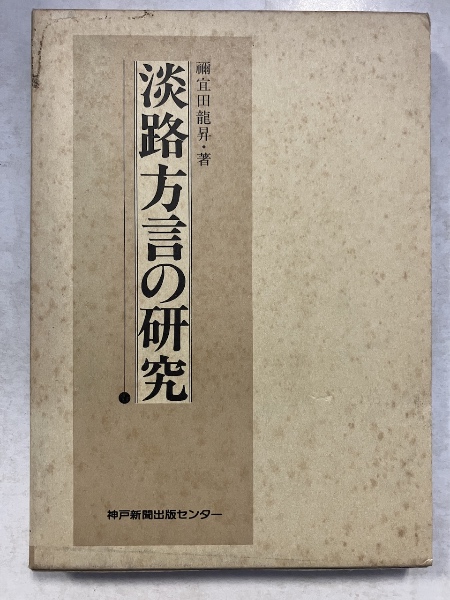 禰宜田龍昇・著
淡路方言の研究
神戸新聞出版センター